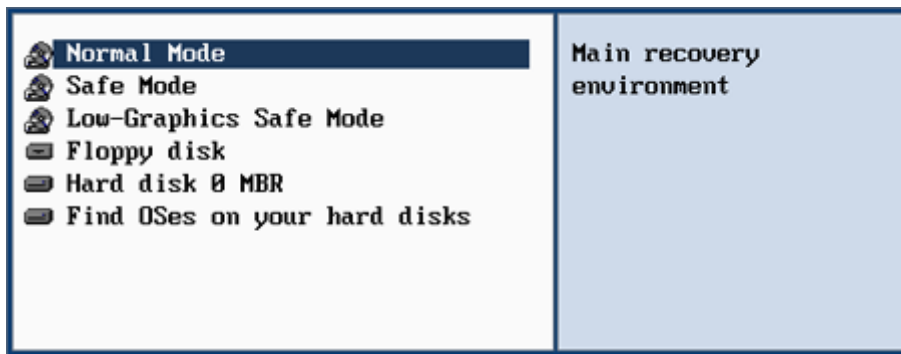 Normal Mode
Safe Mode
Low-Graphics Safe Mode
Floppy disk
Hard disk 0 MBR
Find OSes on your hard disks
Main recovery
environment